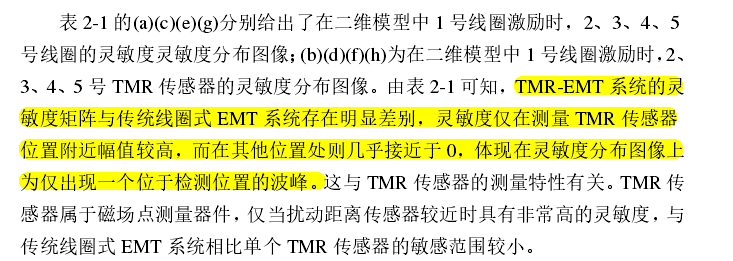 表 2-1 的(a)(c)(e)(g)分别给出了在二维模型中 1 号线圈激励时，2、3、4、5
号线圈的灵敏度灵敏度分布图像；(b)(d)(f)(h)为在二维模型中 1 号线圈激励时，2、
3、4、5 号 TMR 传感器的灵敏度分布图像。由表 2-1 可知，TMR-EMT 系统的灵
敏度矩阵与传统线圈式 EMT 系统存在明显差别，灵敏度仅在测量 TMR 传感器
位置附近幅值较高，而在其他位置处则几乎接近于 0，体现在灵敏度分布图像上
为仅出现一个位于检测位置的波峰。这与 TMR 传感器的测量特性有关。TMR 传
感器属于磁场点测量器件，仅当扰动距离传感器较近时具有非常高的灵敏度，与
传统线圈式 EMT 系统相比单个 TMR 传感器的敏感范围较小。